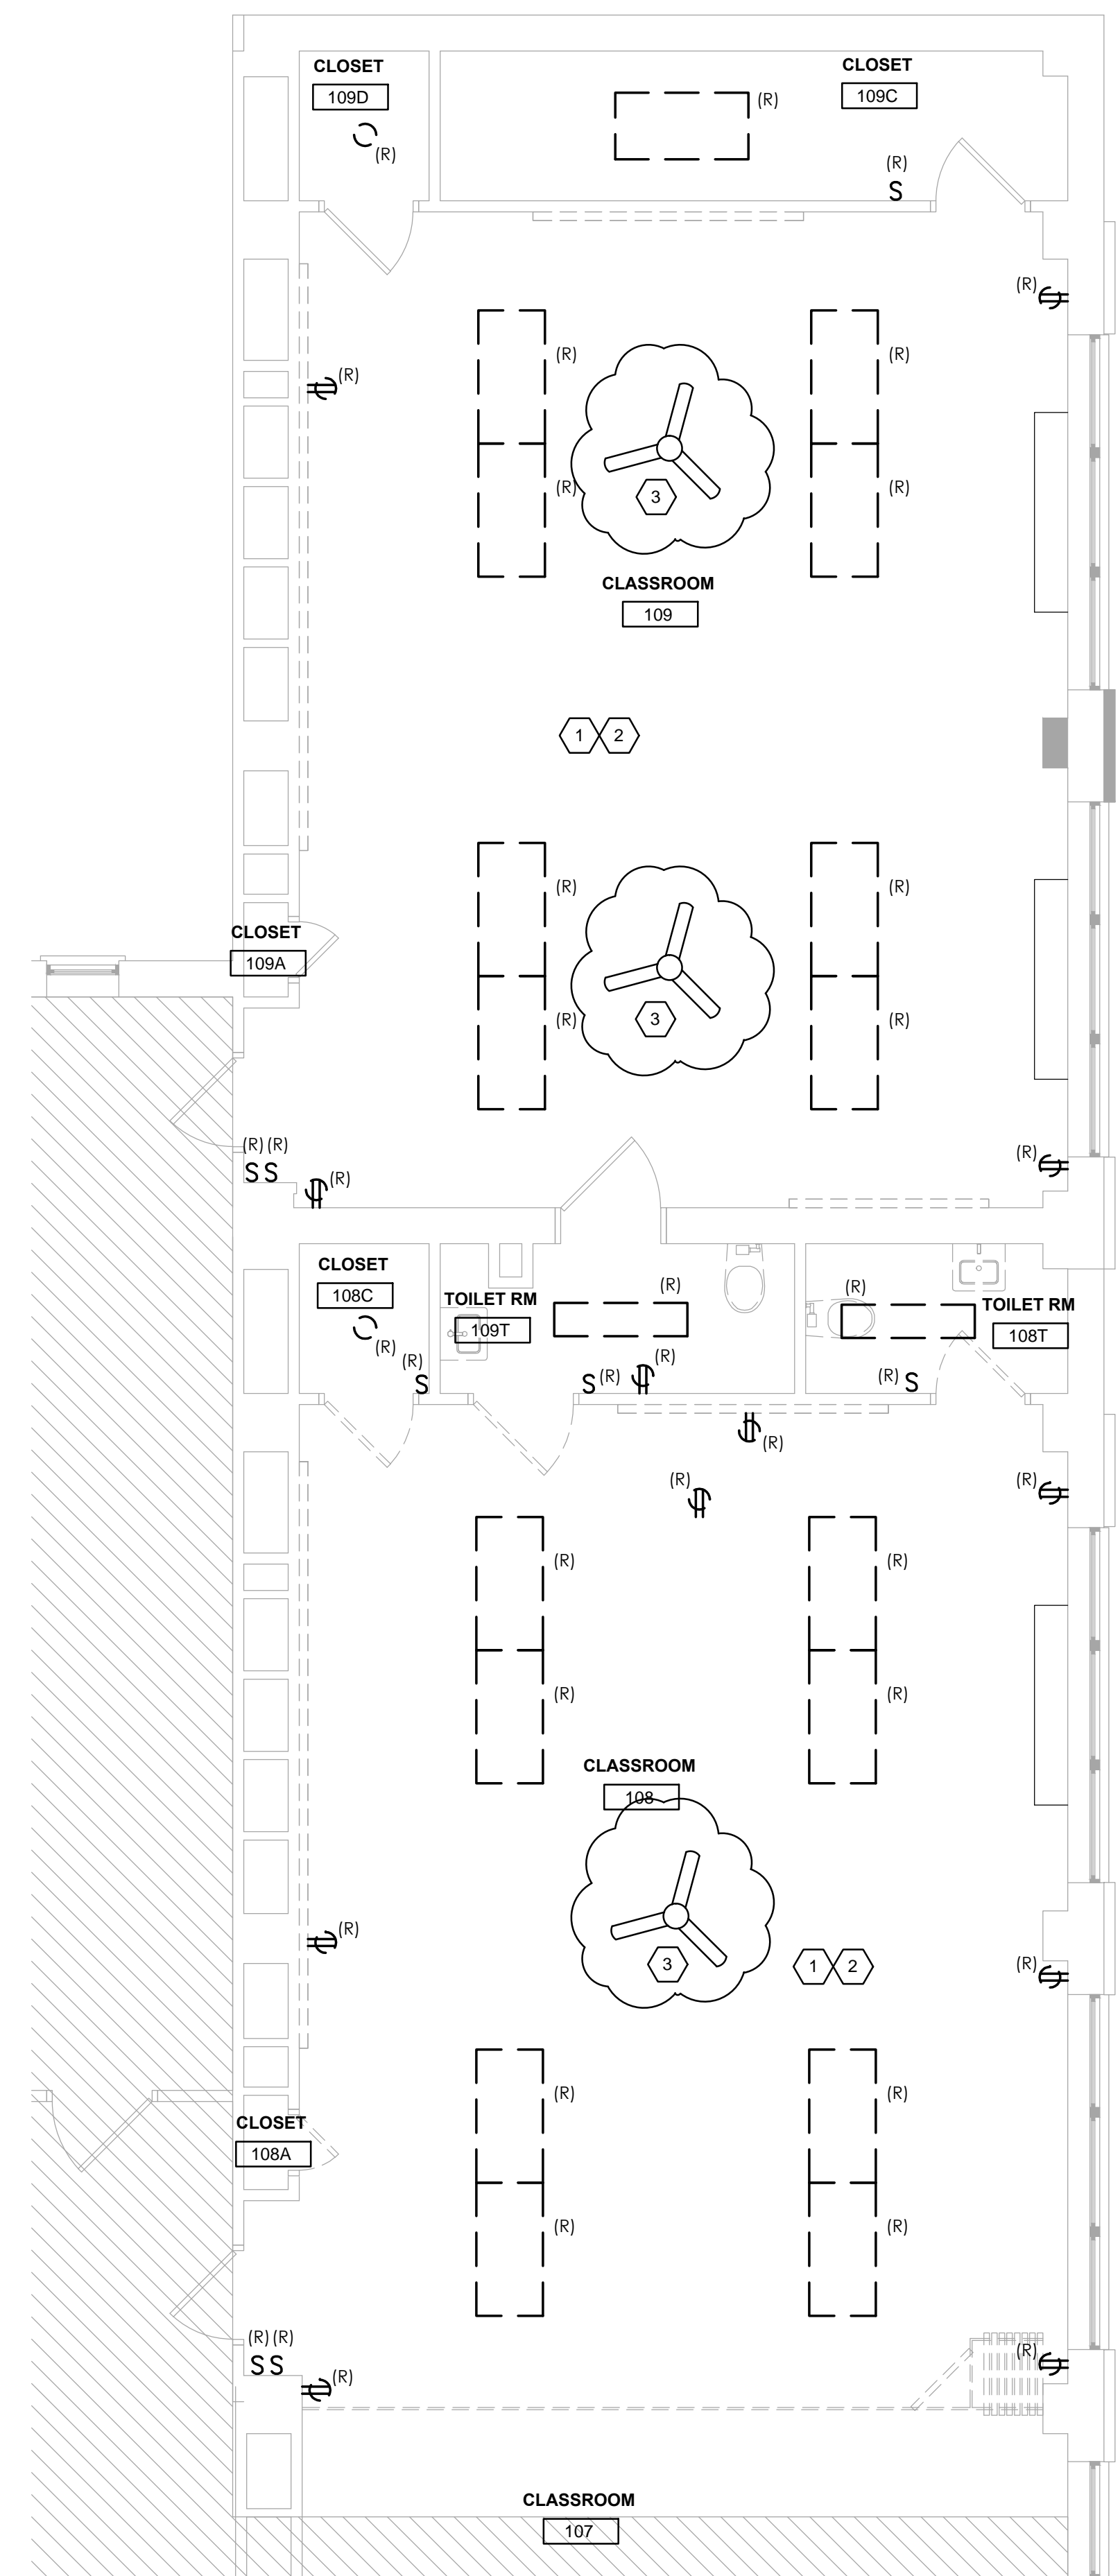 CLOSET
109D
(R)
(R)
CLOSET
109C
(R)
(R)
S
(R)
(R)
(R)
(R)
(R)
(R)
3
CLASSROOM
109
1
2
(R)
(R)
CLOSET
109A
(R)
(R)
3
(R) (R)
S S
(R)
(R)
CLOSET
108C
(R)
(R)
S
TOILET RM
109T
(R)
S (R)
(R)
(R)
TOILET RM
108T
(R) S
(R)
(R)
(R)
(R)
(R)
(R)
(R)
CLASSROOM
108
3
1
2
(R)
(R)
(R)
(R)
CLOSET
108A
(R)
(R)
(R) (R)
S S
(R)
(R)
CLASSROOM
107